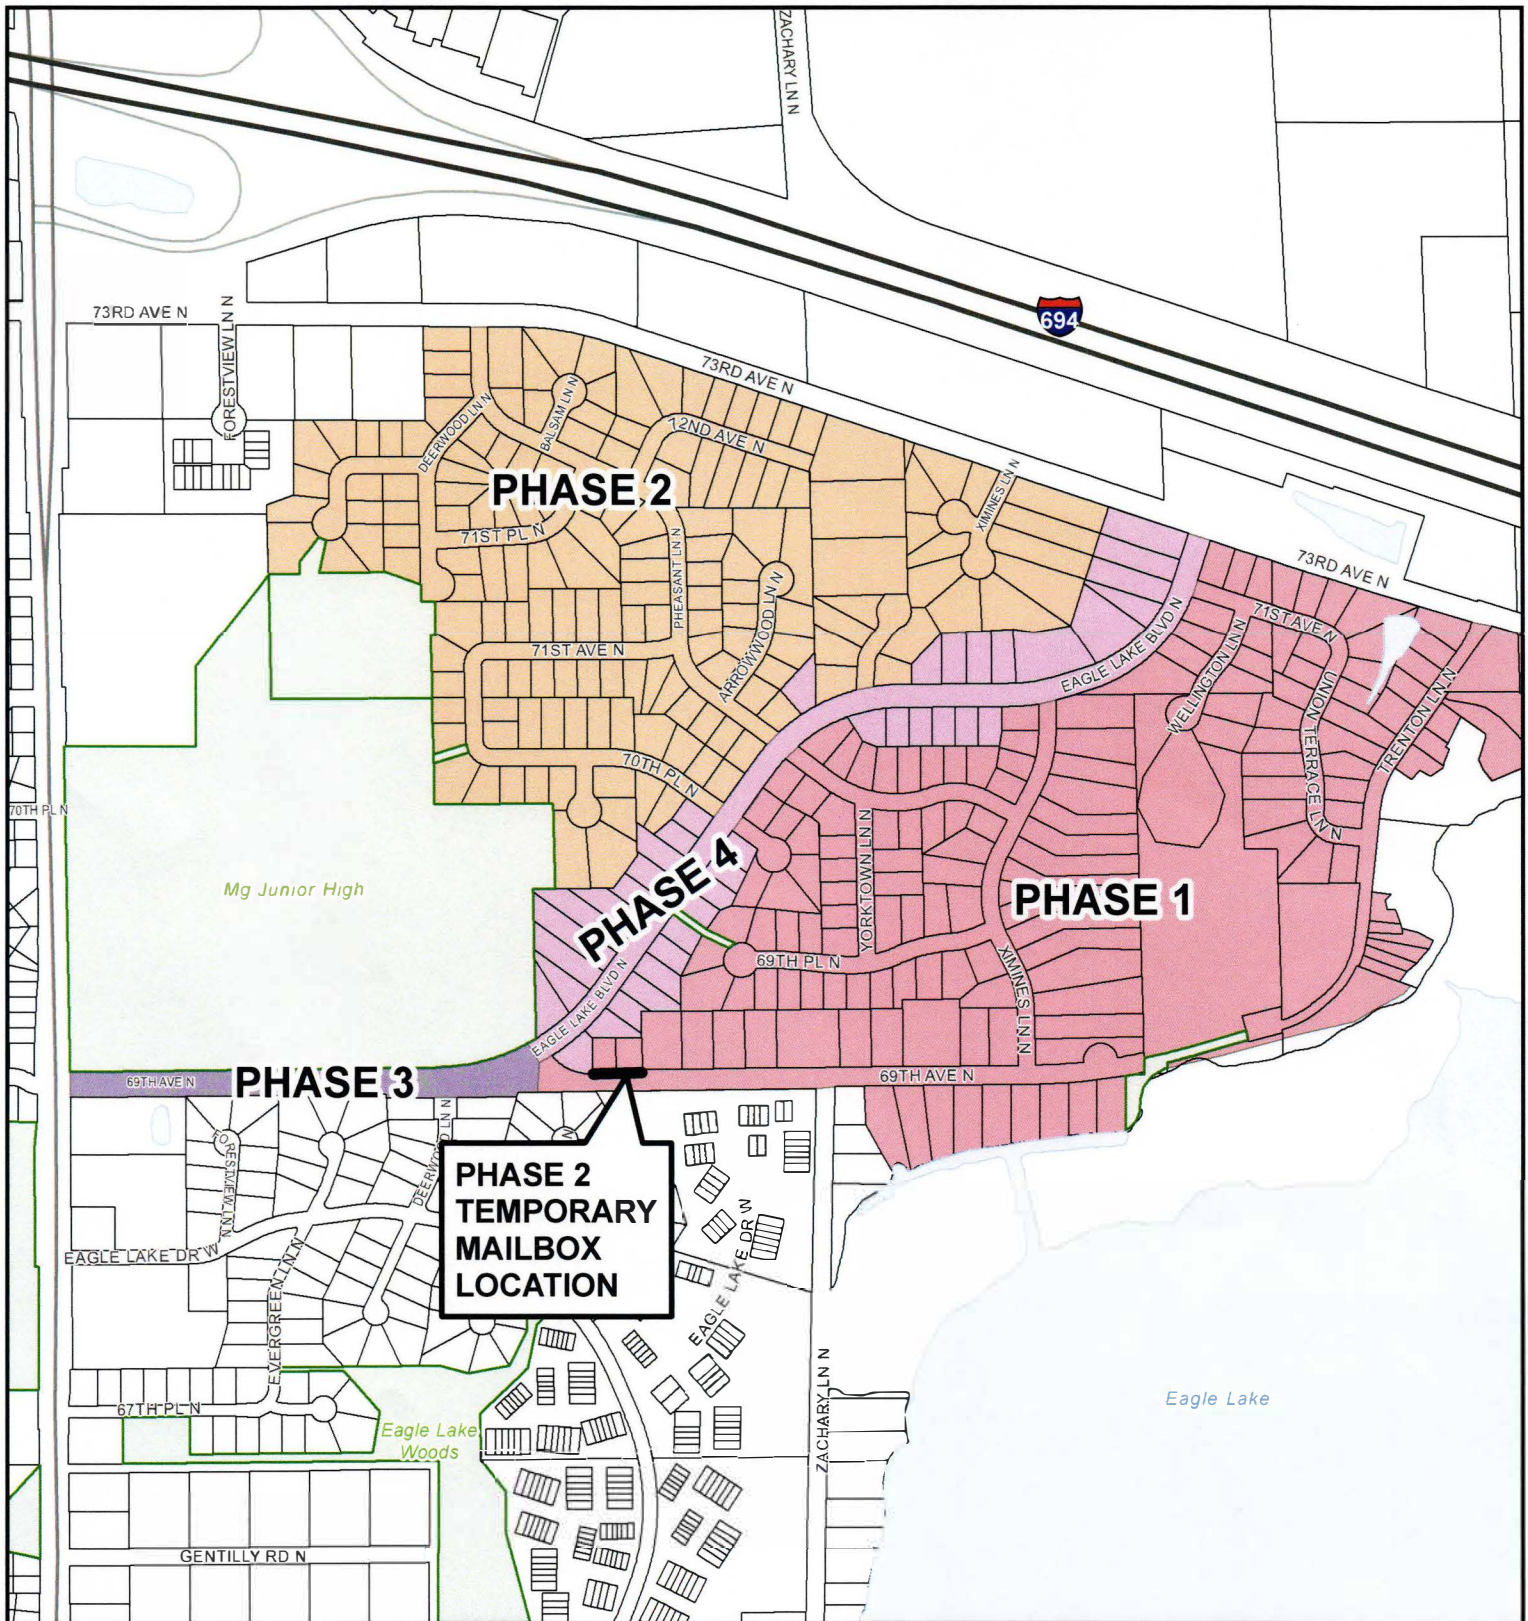 ZACHARY LN N
694
73RD AVE N
FORESTVIEW LN N
73RD AVE N
BALSAM LN N
DEERWOOD LN N
72ND AVE N
PHASE 2
XIMINES LN N
71ST PL N
PHEASANT LN N
ARROWWOOD LN N
73RD AVE N
71ST AVE N
71ST AVE N
EAGLE LAKE BLVD N
WELLINGTON LN N
UNION TERRACE LN N
TRENTON LN N
70TH PL N
70TH PL N
YORKTOWN LN N
PHASE 4
Mg Junior High
PHASE 1
69TH PL N
XIMINES LN N
EAGLE LAKE BLVD N
69TH AVE N
PHASE 3
69TH AVE N
FORESTVIEW LN N
DEERWOOD LN N
N
PHASE 2
TEMPORARY
MAILBOX
LOCATION
EAGLE LAKE DR W
EAGLE LAKE DR W
EVERGREEN LN N
ZACHARY LN N
Eagle Lake
67TH PL N
Eagle Lake
Woods
GENTILLY RD N